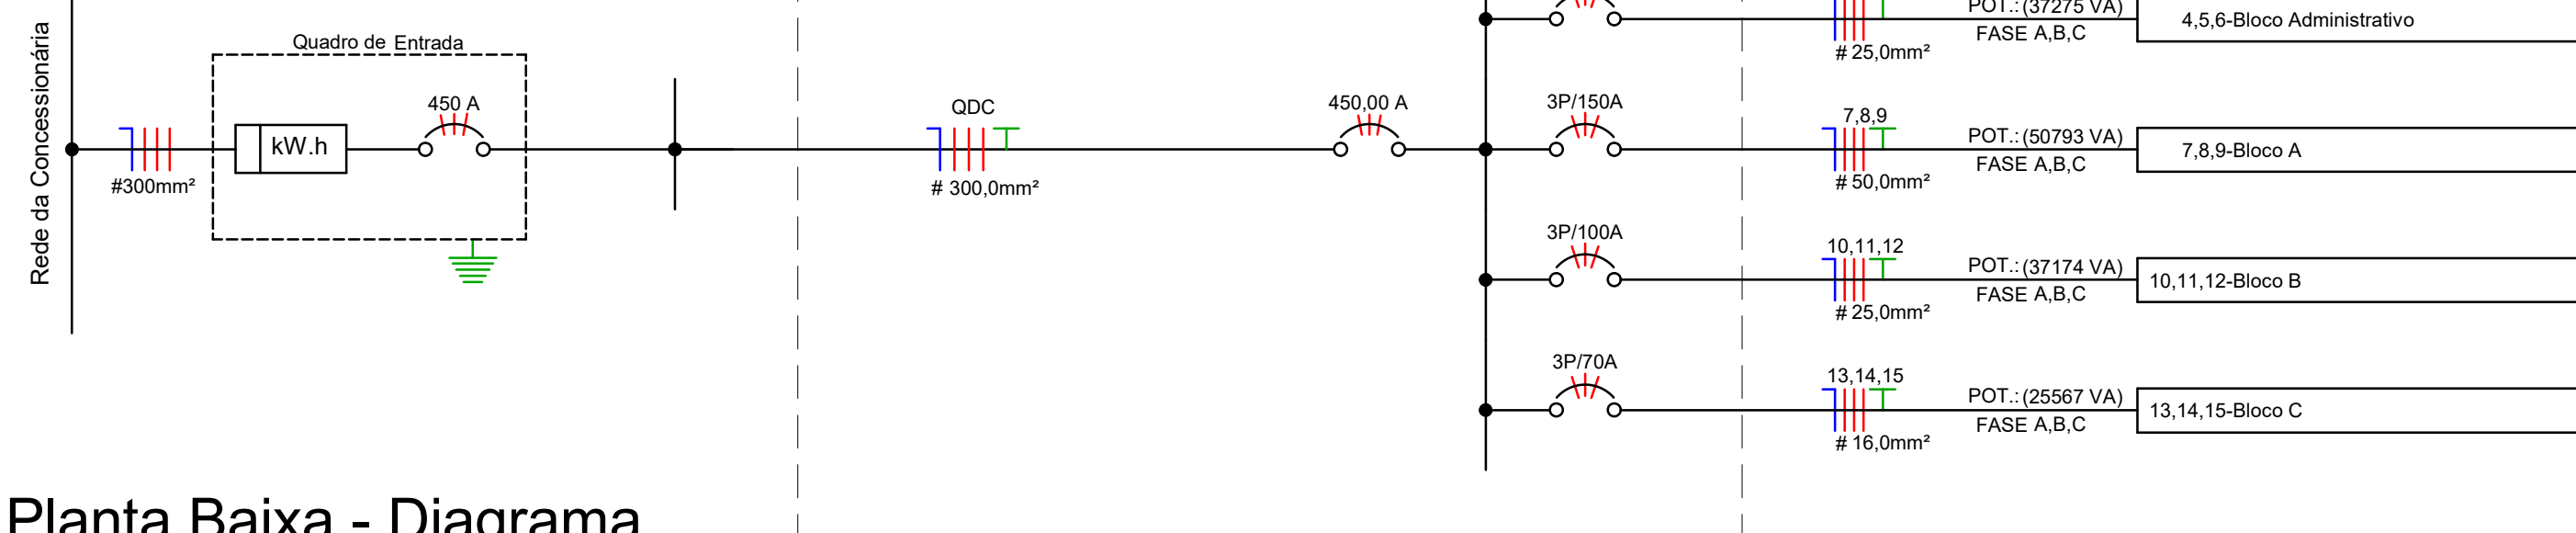 Rede da Concessionária
Quadro de Entrada
450 A
kW.h
#300mm²
QDC
# 300,0mm²
450,00 A
POT.: (37275 VA)
FASE A,B,C
# 25,0mm²
4,5,6-Bloco Administrativo
3P/150A
7,8,9
# 50,0mm²
POT.: (50793 VA)
FASE A,B,C
7,8,9-Bloco A
3P/100A
10,11,12
# 25,0mm²
POT.: (37174 VA)
FASE A,B,C
10,11,12-Bloco B
3P/70A
13,14,15
# 16,0mm²
POT.: (25567 VA)
FASE A,B,C
13,14,15-Bloco C
Planta Baixa - Diagrama